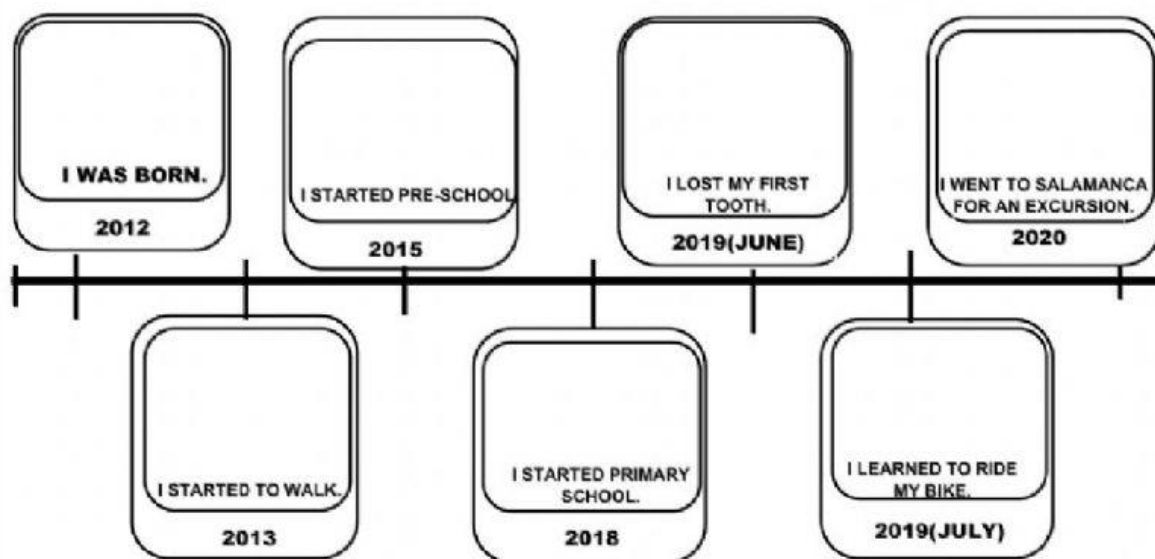 I WAS BORN.
2012
I STARTED PRE-SCHOOL
2015
I LOST MY FIRST
TOOTH.
2019(JUNE)
I WENT TO SALAMANCA
FOR AN EXCURSION.
2020
I STARTED TO WALK.
2013
I STARTED PRIMARY
SCHOOL.
2018
I LEARNED TO RIDE
MY BIKE.
2019(JULY)